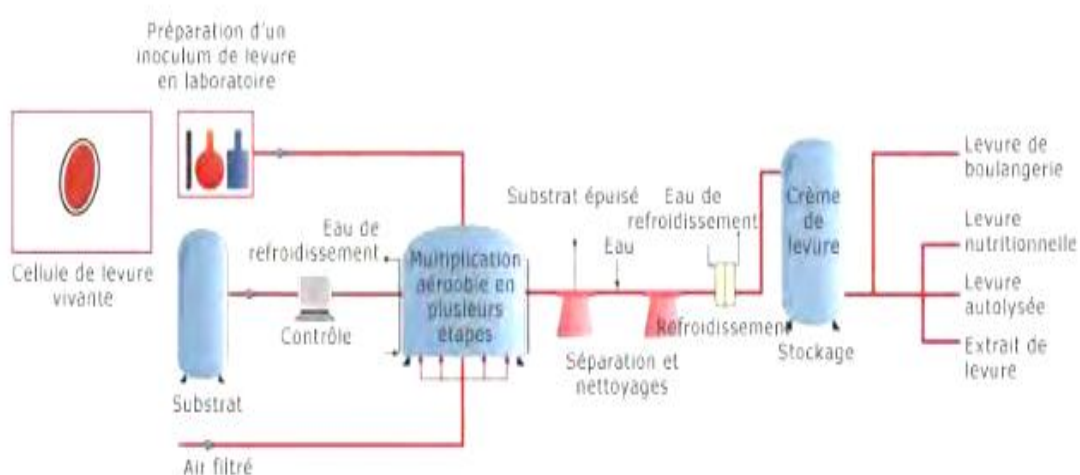 Préparation d'un
inoculum de levure
en laboratoire
Cellule de levure
vivante
Substrat
Eau de
refroidissement
Contrôle
Air filtré
Multiplication
aérooble en
plusieurs
étapes
Substrat épuisé
Eau
Eau de
refroidissement
Séparation et
nettoyages
Refroidissement
Crème
de
levure
Stockage
Levure de
boulangerie
Levure
nutritionnelle
Levure
autolysée
Extrait de
levure